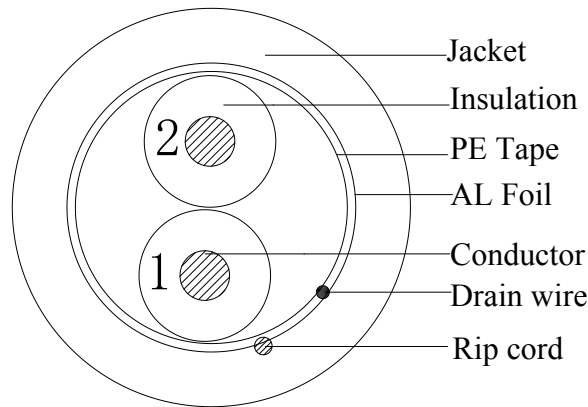 Jacket
Insulation
2
PE Tape
AL Foil
Conductor
1
Drain wire
Rip cord